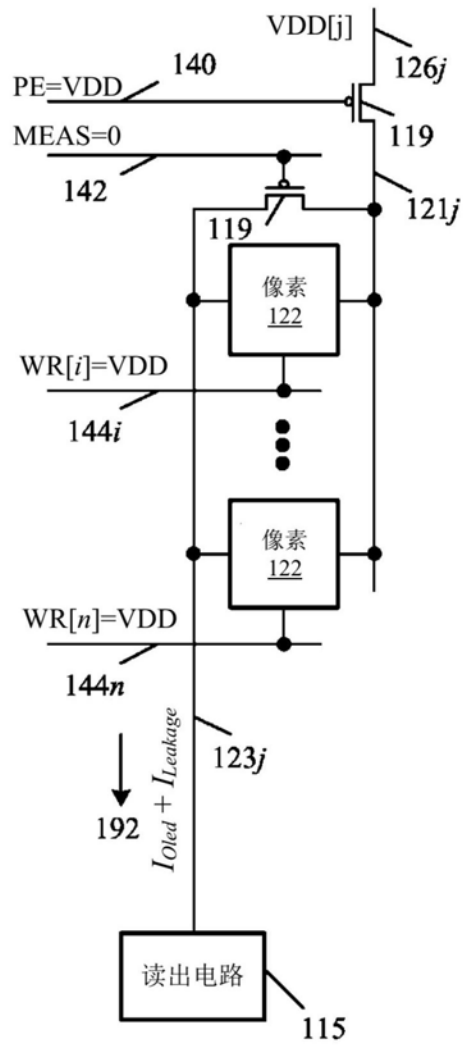 VDD[j]
140
126j
PE=VDD
119
MEAS=0
142
119
121j
像素
122
WR[i]=VDD
144i
像素
122
WR[n]=VDD
144n
123j
I_Oled + I_Leakage
192
读出电路
115